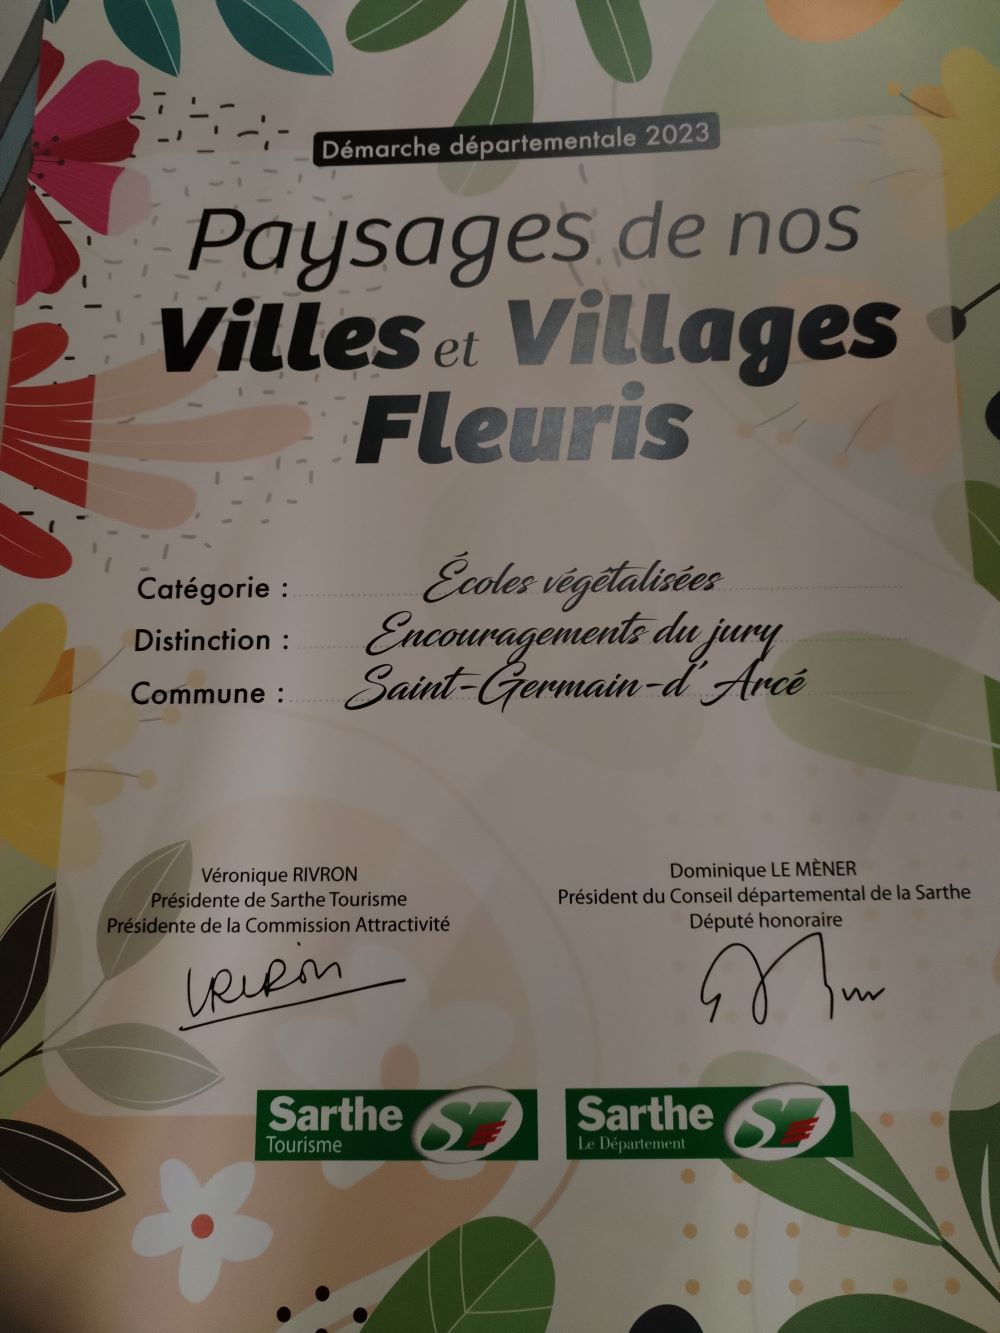 Démarche départementale 2023
Paysages de nos
Villes et Villages
Fleuris
Catégorie : Écoles végétalisées
Distinction : Encouragements du jury
Commune : Saint-Germain-d' Arcé
Véronique RIVRON
Présidente de Sarthe Tourisme
Présidente de la Commission Attractivité
VRIVRON
Dominique LE MÈNER
Président du Conseil départemental de la Sarthe
Député honoraire
Sarthe
Tourisme
Sarthe
Le Département